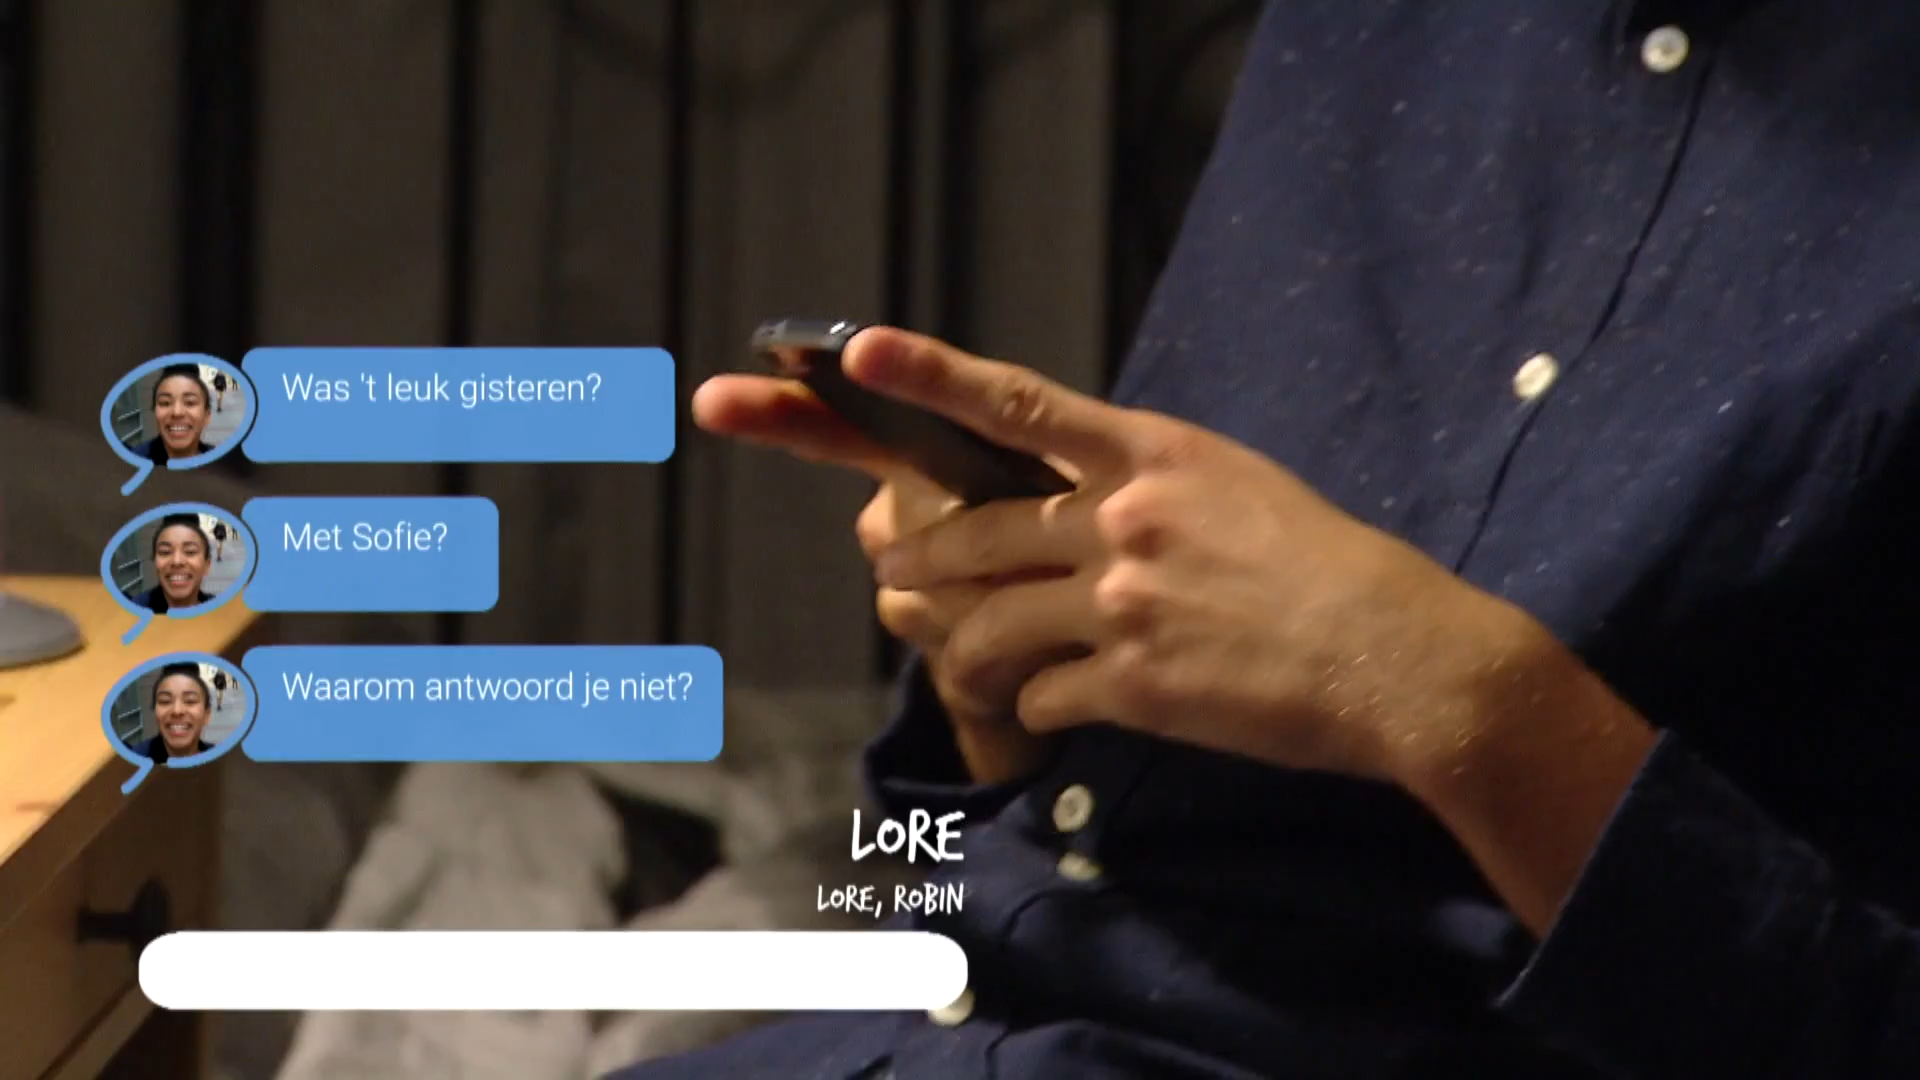 Was 't leuk gisteren?
Met Sofie?
Waarom antwoord je niet?
LORE
LORE, ROBIN